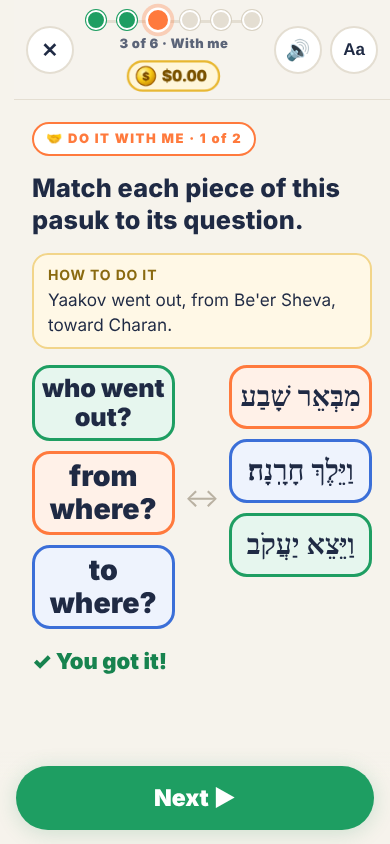 ✕
3 of 6 · With me
$ $0.00
🔊 Aa
🤝 DO IT WITH ME · 1 of 2
Match each piece of this
pasuk to its question.
HOW TO DO IT
Yaakov went out, from Be'er Sheva,
toward Charan.
who went
out?
from
where?
to
where?
↔
מִבְּאֵר שָׁבַע
וַיֵּלֶךְ חָרָנָה
וַיֵּצֵא יַעֲקֹב
✓ You got it!
Next ▶